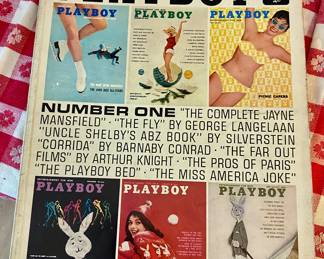 PLAYBOY
PLAYBOY
PLAYBOY
PICNIC CAPERS
NUMBER ONE "THE COMPLETE JAYNE
MANSFIELD" · "THE FLY" BY GEORGE LANGELAAN
"UNCLE SHELBY'S ABZ BOOK" BY SILVERSTEIN
"CORRIDA" BY BARNABY CONRAD · "THE FAR OUT
FILMS" BY ARTHUR KNIGHT · "THE PROS OF PARIS"
"THE PLAYBOY BED" · "THE MISS AMERICA JOKE"
PLAYBOY
PLAYBOY
PLAYBOY